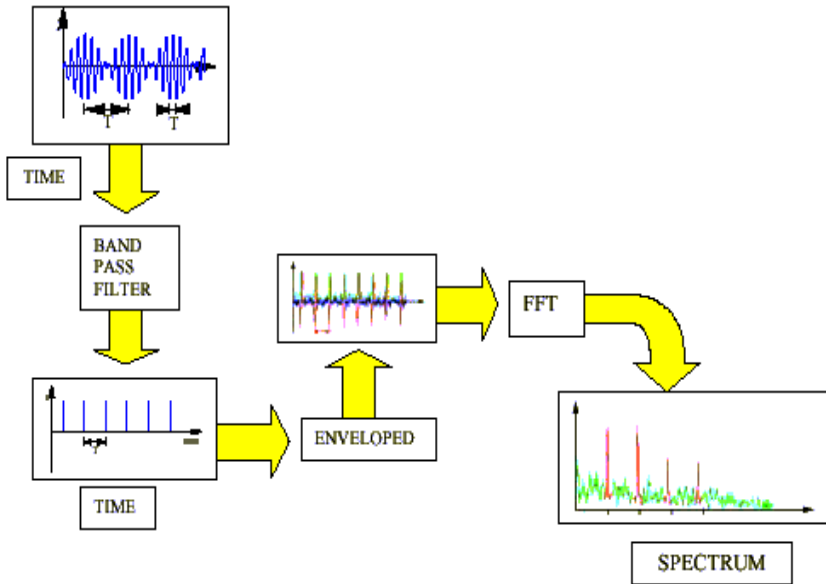 T T
TIME
BAND
PASS
FILTER
T
TIME
ENVELOPED
FFT
SPECTRUM